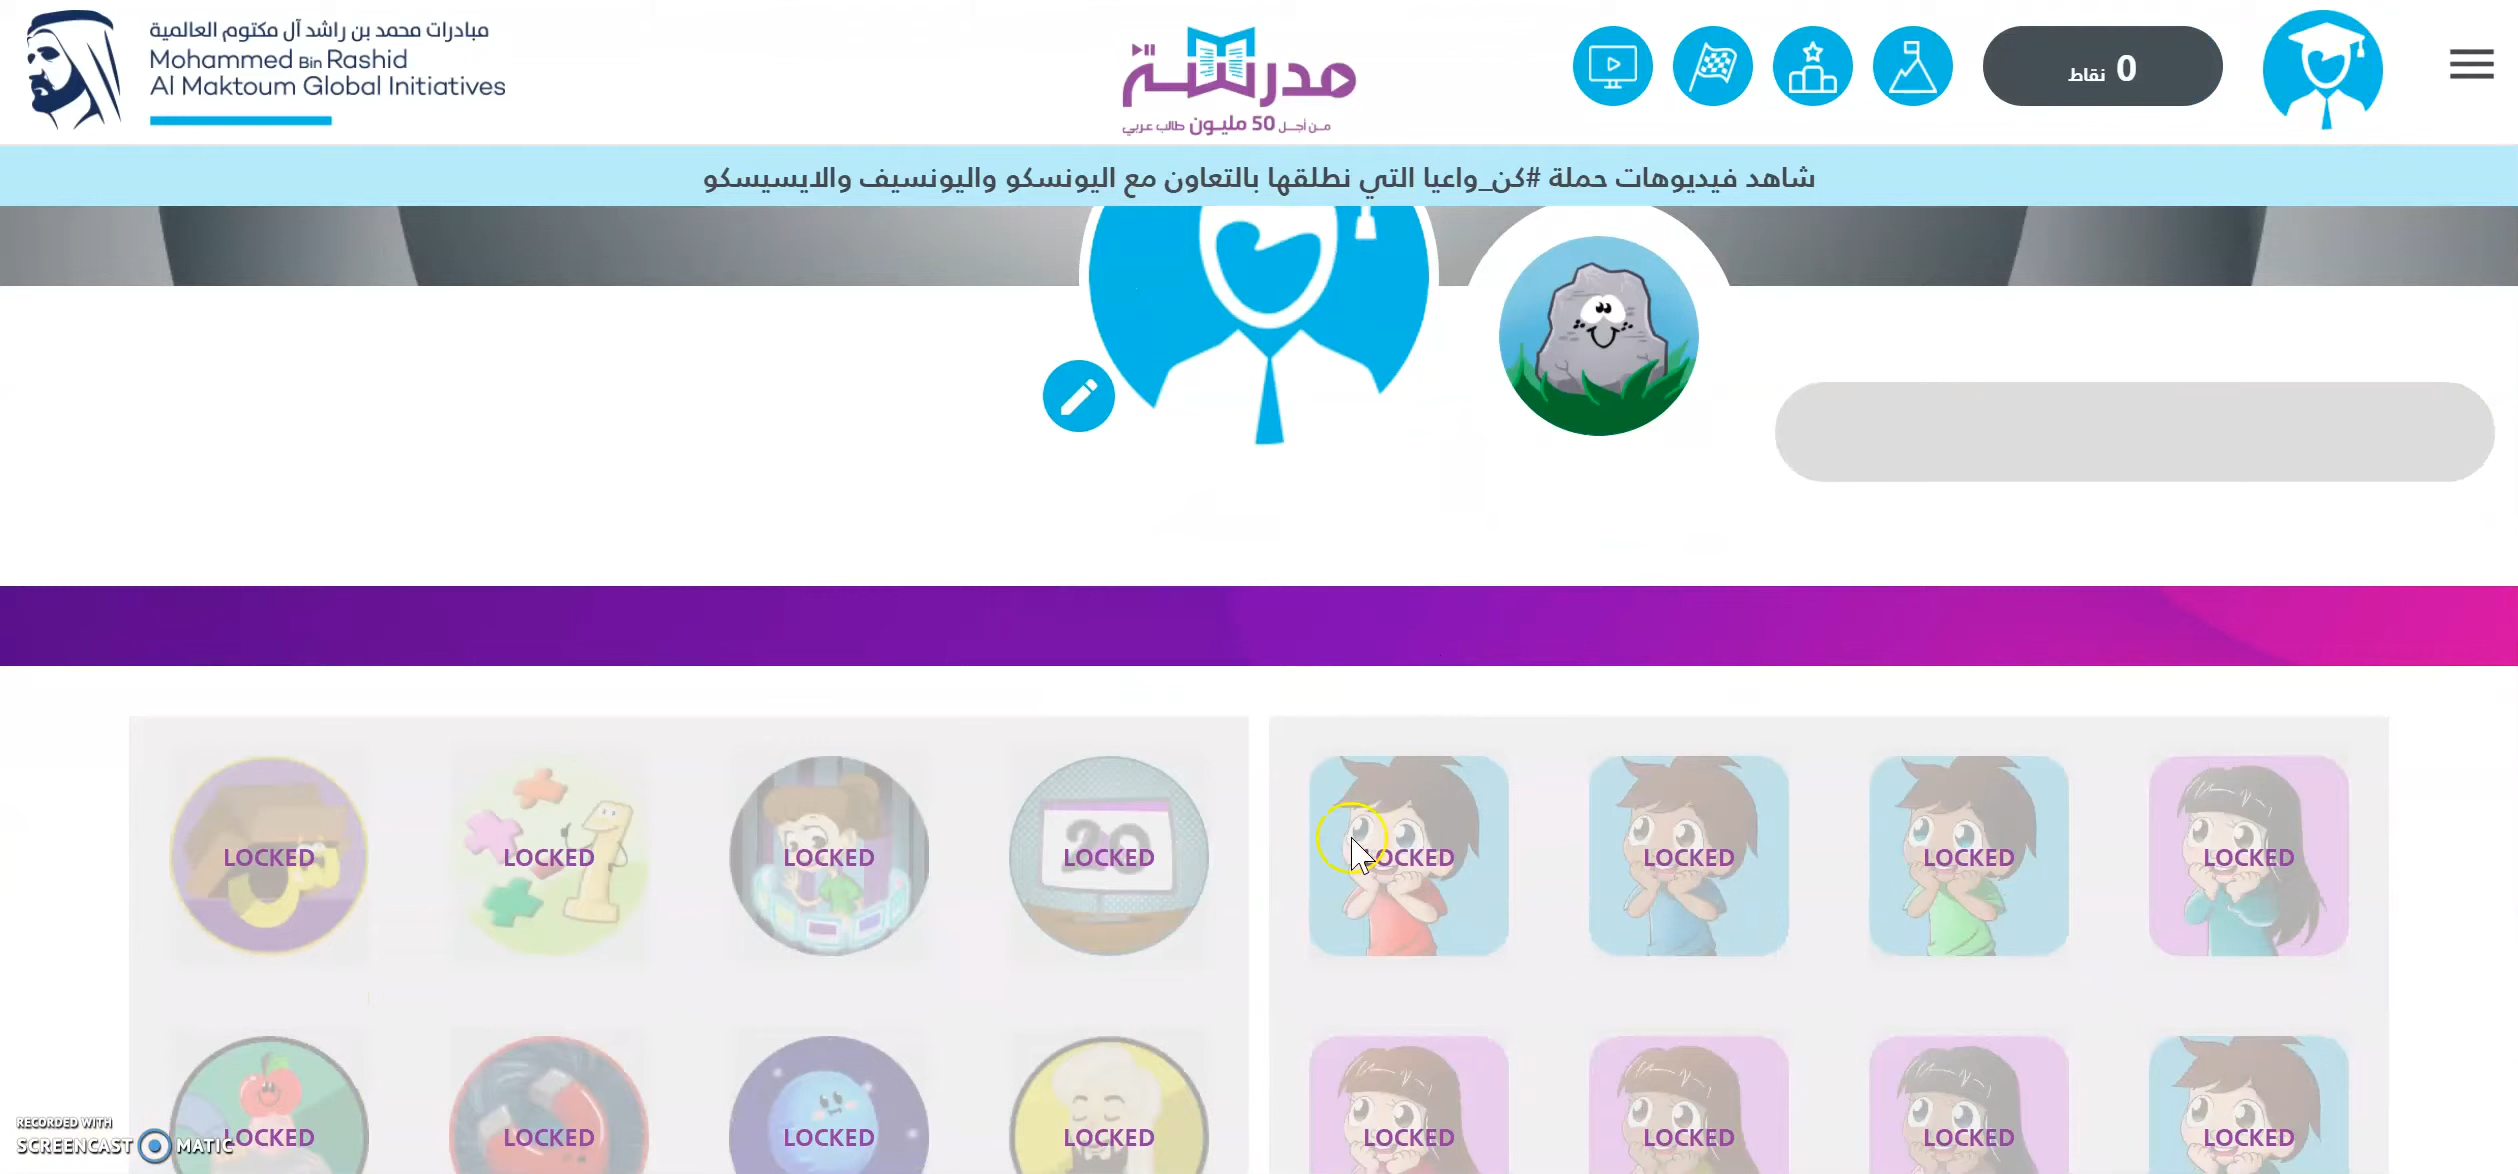 مبادرات محمد بن راشد آل مكتوم العالمية
Mohammed Bin Rashid
Al Maktoum Global Initiatives
مدرسة
من أجل 50 مليون طالب عربي
0 نقاط
شاهد فيديوهات حملة #كن_واعيا التي نطلقها بالتعاون مع اليونسكو واليونسيف والايسيسكو
LOCKED LOCKED LOCKED LOCKED LOCKED LOCKED LOCKED LOCKED
20
LOCKED LOCKED LOCKED LOCKED LOCKED LOCKED LOCKED LOCKED
RECORDED WITH
SCREENCAST MATIC